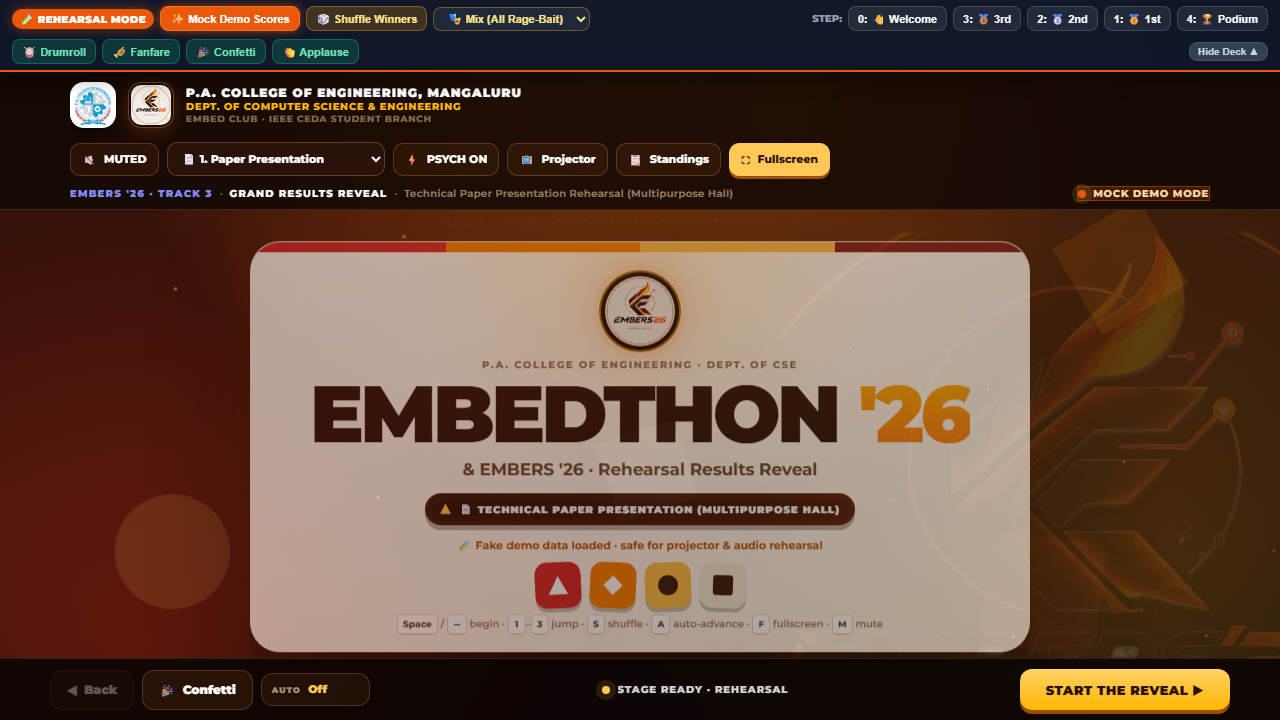 REHEARSAL MODE
Mock Demo Scores
Shuffle Winners
Mix (All Rage-Bait)
STEP:
0: Welcome
3: 3rd
2: 2nd
1: 1st
4: Podium
Drumroll
Fanfare
Confetti
Applause
Hide Deck ▲
P.A. COLLEGE OF ENGINEERING, MANGALURU
DEPT. OF COMPUTER SCIENCE & ENGINEERING
EMBED CLUB · IEEE CEDA STUDENT BRANCH
MUTED
1. Paper Presentation
PSYCH ON
Projector
Standings
Fullscreen
EMBERS '26 • TRACK 3 · GRAND RESULTS REVEAL · Technical Paper Presentation Rehearsal (Multipurpose Hall)
MOCK DEMO MODE
EMBERS26
P.A. COLLEGE OF ENGINEERING · DEPT. OF CSE
EMBEDTHON '26
& EMBERS '26 · Rehearsal Results Reveal
TECHNICAL PAPER PRESENTATION (MULTIPURPOSE HALL)
Fake demo data loaded · safe for projector & audio rehearsal
Space / → begin · 1 – 3 jump · S shuffle · A auto-advance · F fullscreen · M mute
◀ Back
Confetti
AUTO Off
STAGE READY · REHEARSAL
START THE REVEAL ▶